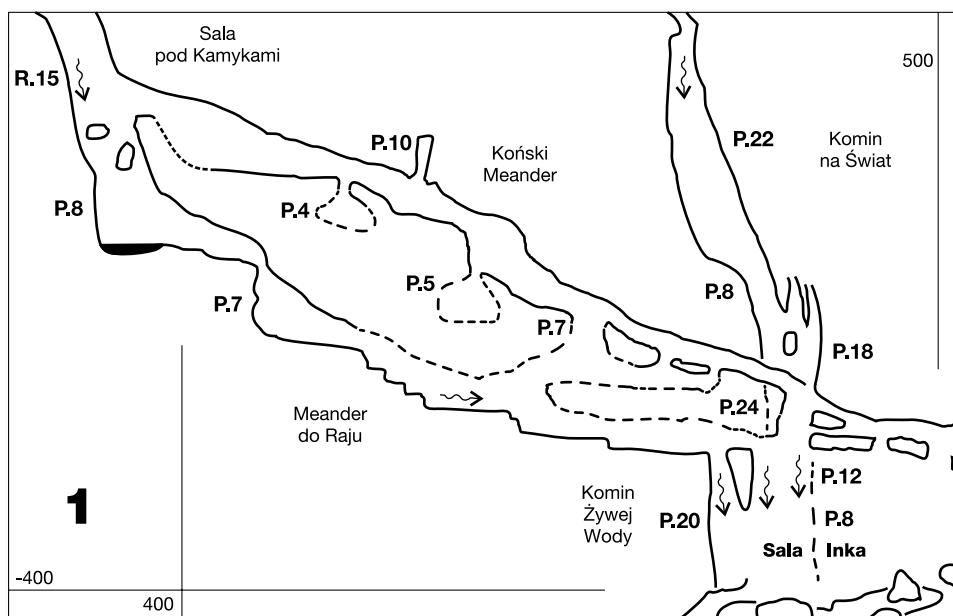 Sala
pod Kamykami
500
R.15
P.10
P.22
Koński
Meander
Komin
na Świat
P.4
P.8
P.5
P.8
P.7
P.7
P.18
P.24
Meander
do Raju
P.12
Komin
Żywej
Wody
1
P.20
P.8
Sala Inka
-400
400